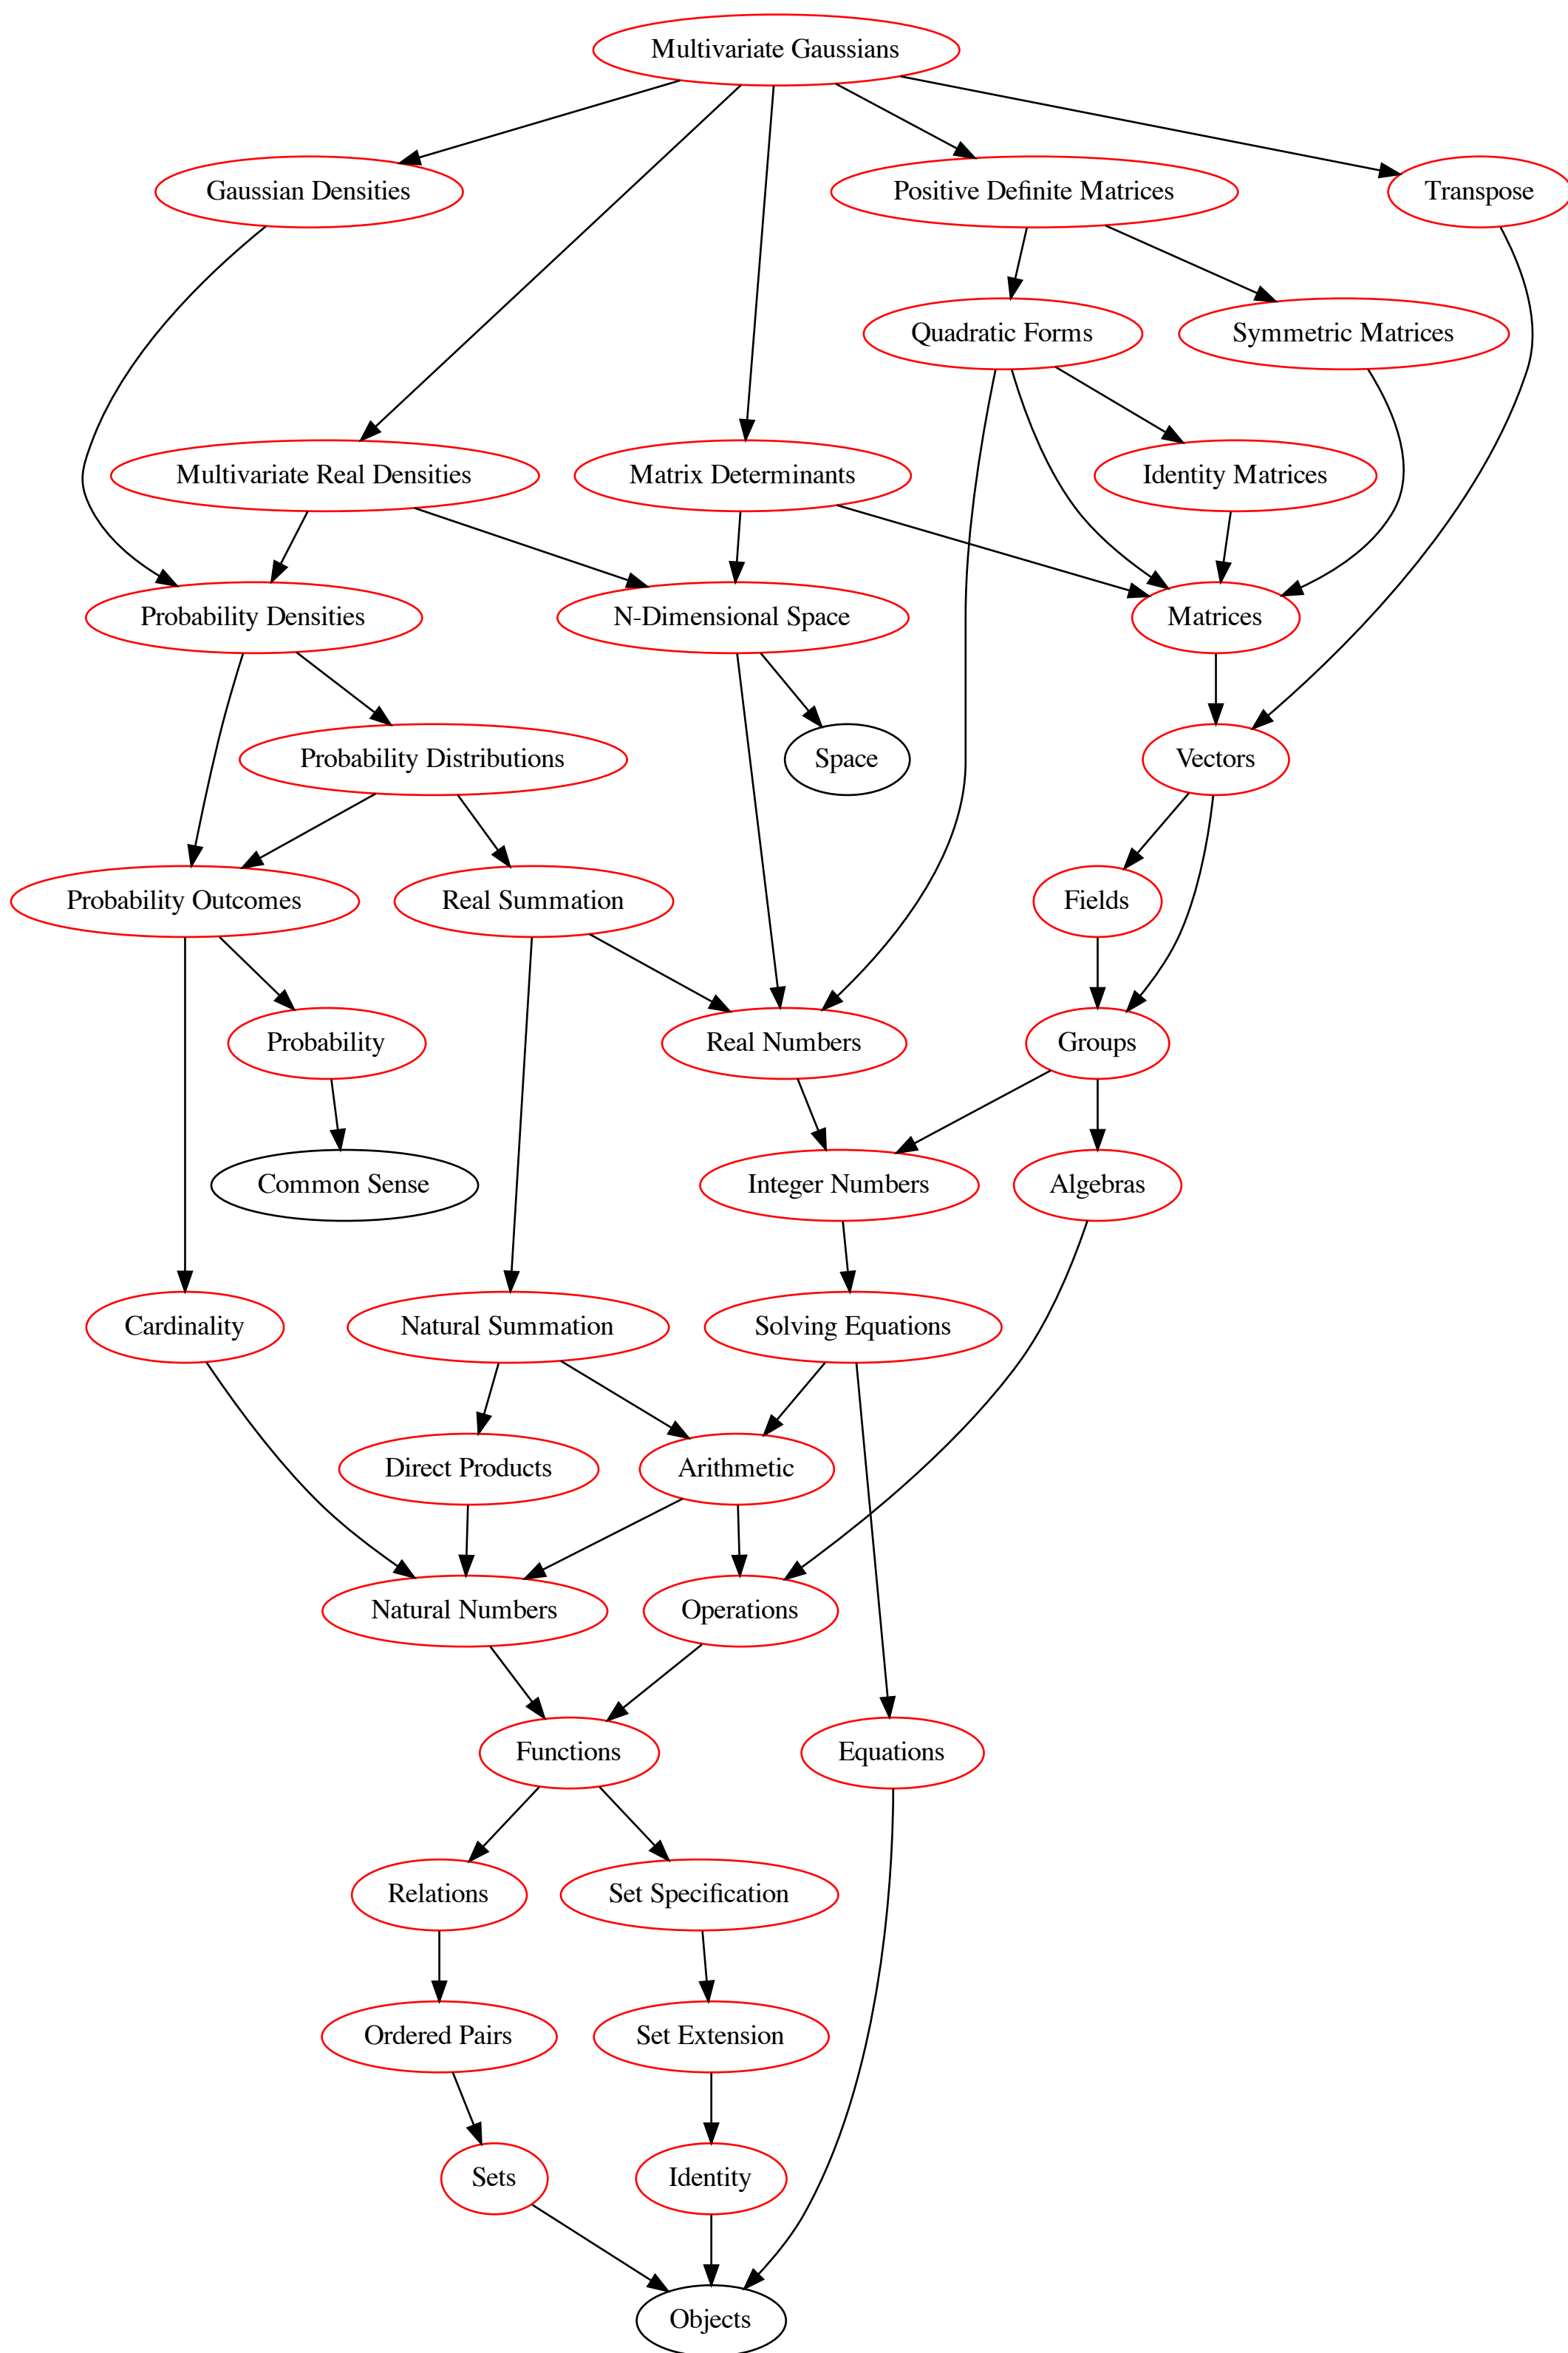 Multivariate Gaussians
Gaussian Densities
Positive Definite Matrices
Transpose
Quadratic Forms
Symmetric Matrices
Multivariate Real Densities
Matrix Determinants
Identity Matrices
Probability Densities
N-Dimensional Space
Matrices
Probability Distributions
Space
Vectors
Probability Outcomes
Real Summation
Fields
Probability
Real Numbers
Groups
Common Sense
Integer Numbers
Algebras
Cardinality
Natural Summation
Solving Equations
Direct Products
Arithmetic
Natural Numbers
Operations
Functions
Equations
Relations
Set Specification
Ordered Pairs
Set Extension
Sets
Identity
Objects